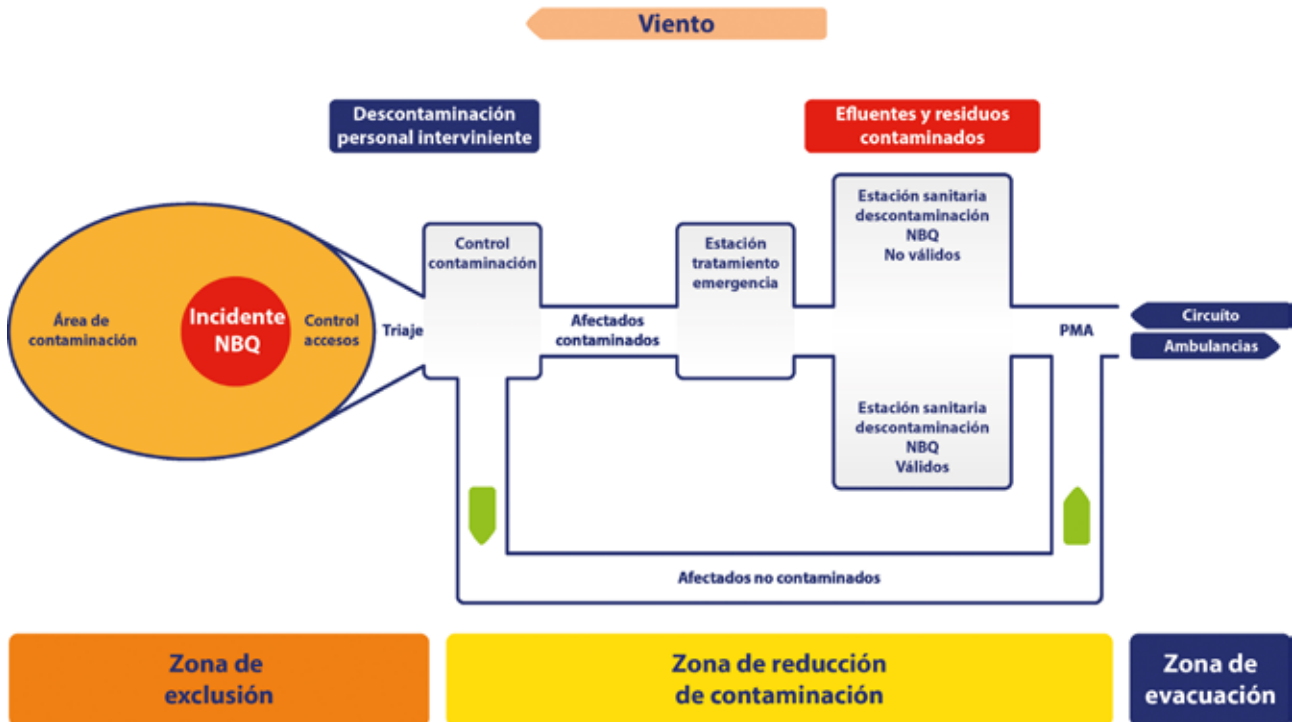 Viento
Descontaminación
personal interviniente
Efluentes y residuos
contaminados
Área de
contaminación
Incidente
NBQ
Control
accesos
Triaje
Control
contaminación
Afectados
contaminados
Estación
tratamiento
emergencia
Estación sanitaria
descontaminación
NBQ
No válidos
Estación sanitaria
descontaminación
NBQ
Válidos
PMA
Circuíto
Ambulancias
Afectados no contaminados
Zona de
exclusión
Zona de reducción
de contaminación
Zona de
evacuación